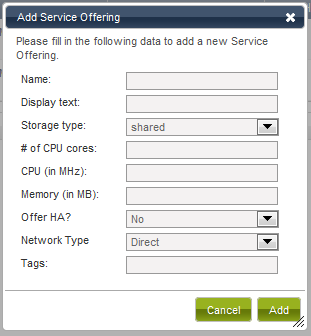 Add Service Offering
Please fill in the following data to add a new Service
Offering.
Name:
Display text:
Storage type: shared
# of CPU cores:
CPU (in MHz):
Memory (in MB):
Offer HA? No
Network Type Direct
Tags:
Cancel Add